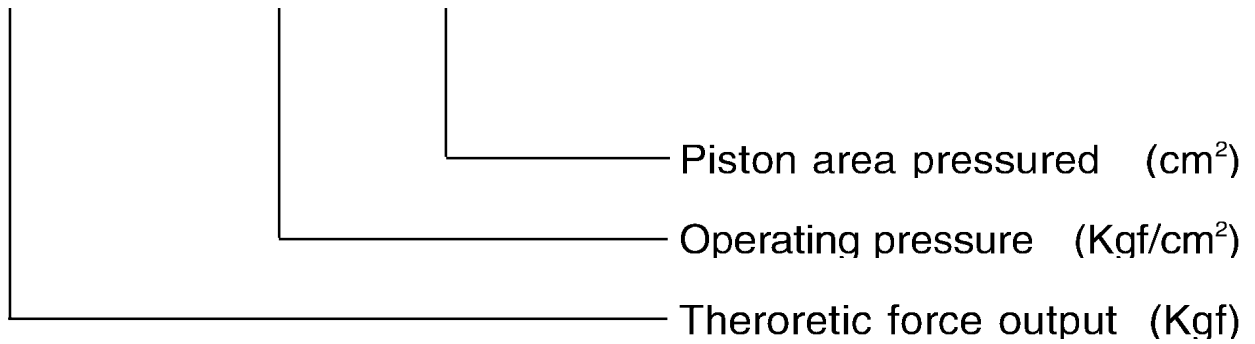 Piston area pressured (cm²)
Operating pressure (Kgf/cm²)
Theroretic force output (Kgf)